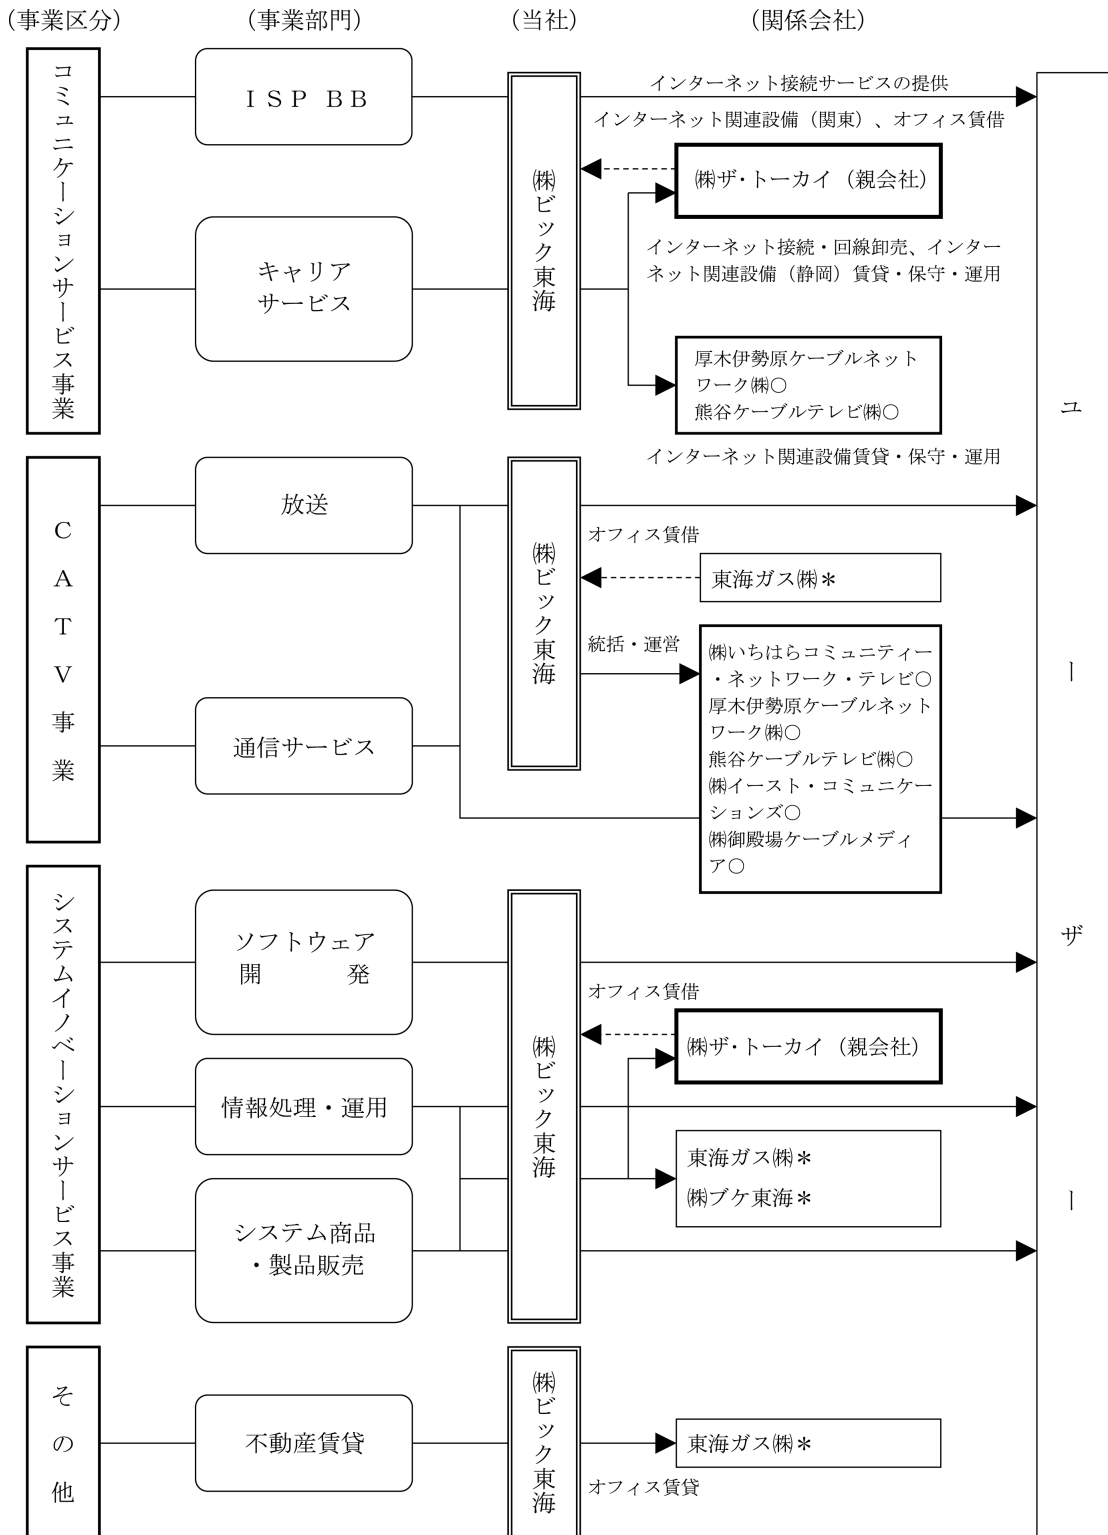 (事業区分)
(事業部門)
(当社)
(関係会社)
コミュニケーションサービス事業
ISP BB
㈱ビック東海
インターネット接続サービスの提供
インターネット関連設備（関東）、オフィス賃借
㈱ザ・トーカイ（親会社）
キャリア
サービス
インターネット接続・回線卸売、インター
ネット関連設備（静岡）賃貸・保守・運用
厚木伊勢原ケーブルネット
ワーク㈱○
熊谷ケーブルテレビ㈱○
インターネット関連設備賃貸・保守・運用
CATV事業
放送
㈱ビック東海
オフィス賃借
東海ガス㈱＊
統括・運営
㈱いちはらコミュニティー
・ネットワーク・テレビ○
厚木伊勢原ケーブルネット
ワーク㈱○
熊谷ケーブルテレビ㈱○
㈱イースト・コミュニケー
ションズ○
㈱御殿場ケーブルメディ
ア○
通信サービス
システムイノベーションサービス事業
ソフトウェア
開　　　発
㈱ビック東海
オフィス賃借
㈱ザ・トーカイ（親会社）
情報処理・運用
東海ガス㈱＊
㈱ブケ東海＊
システム商品
・製品販売
その他
不動産賃貸
㈱ビック東海
東海ガス㈱＊
オフィス賃貸
ユーザー